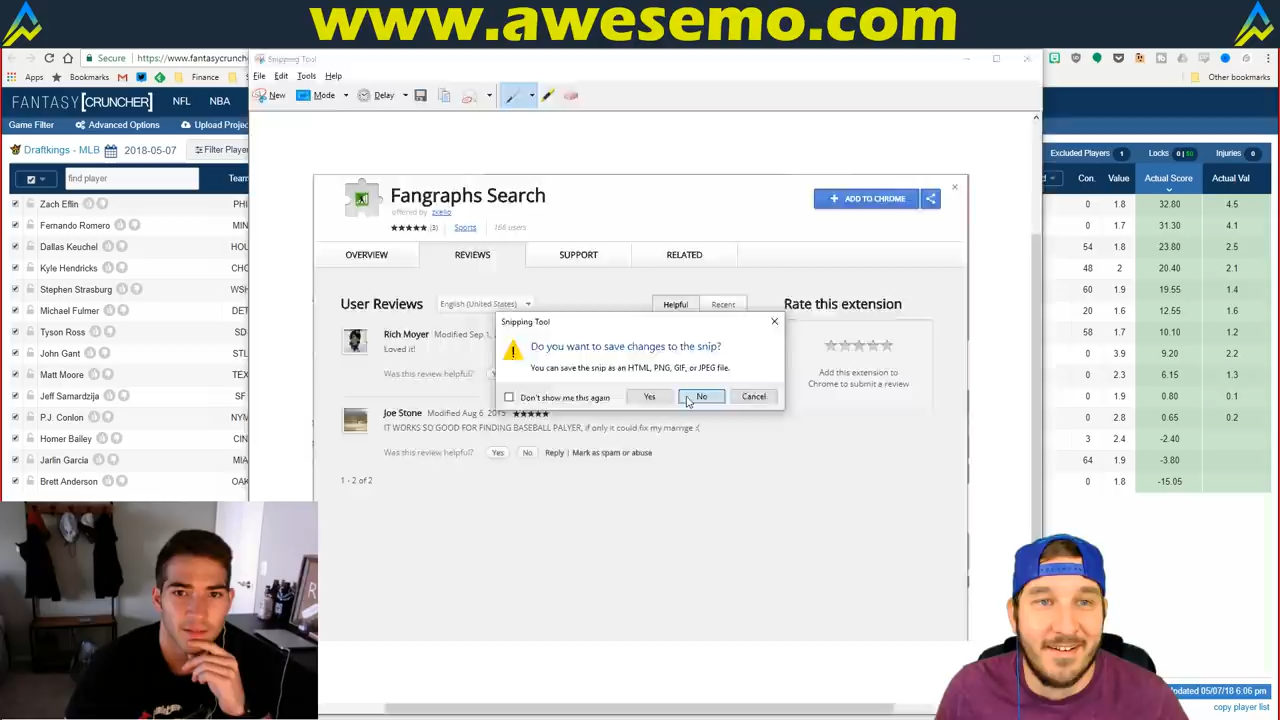 www.awesemo.com
Secure https://www.fantasycrunch
Apps Bookmarks Finance Other bookmarks
Snipping Tool
File Edit Tools Help
New Mode Delay
FANTASY [CRUNCHER] NFL NBA
Game Filter Advanced Options Upload Projec
Draftkings - MLB 2018-05-07 Filter Player
find player Team
Zach Eflin PHI
Fernando Romero MIN
Dallas Keuchel HOU
Kyle Hendricks CHC
Stephen Strasburg WSH
Michael Fulmer DET
Tyson Ross SD
John Gant STL
Matt Moore TEX
Jeff Samardzija SF
P.J. Conlon NYM
Homer Bailey CIN
Jarlin Garcia MIA
Brett Anderson OAK
Fangraphs Search
offered by
★★★★★ (3) Sports 166 users
+ ADD TO CHROME
OVERVIEW REVIEWS SUPPORT RELATED
User Reviews English (United States) Helpful Recent
Rate this extension
Rich Moyer Modified Sep 1,
Loved it!
Was this review helpful?
Add this extension to
Chrome to submit a review
Snipping Tool
Do you want to save changes to the snip?
You can save the snip as an HTML, PNG, GIF, or JPEG file.
Don't show me this again Yes No Cancel
Joe Stone Modified Aug 6, 2015 ★★★★★
IT WORKS SO GOOD FOR FINDING BASEBALL PALYER, if only it could fix my marrige :(
Was this review helpful? Yes No Reply | Mark as spam or abuse
1 - 2 of 2
Excluded Players 1 Locks 0 | $0 Injuries 0
Con. Value Actual Score Actual Val
0 1.8 32.80 4.5
0 1.7 31.30 4.1
54 1.8 23.80 2.5
48 2 20.40 2.1
60 1.9 19.55 1.4
20 1.6 12.55 1.6
58 1.7 10.10 1.2
0 3.9 9.20 2.2
0 2.3 6.15 1.3
0 1.9 0.80 0.1
0 2.8 0.65 0.2
3 2.4 -2.40
64 1.9 -3.80
0 1.8 -15.05
pdated 05/07/18 6:06 pm
copy player list